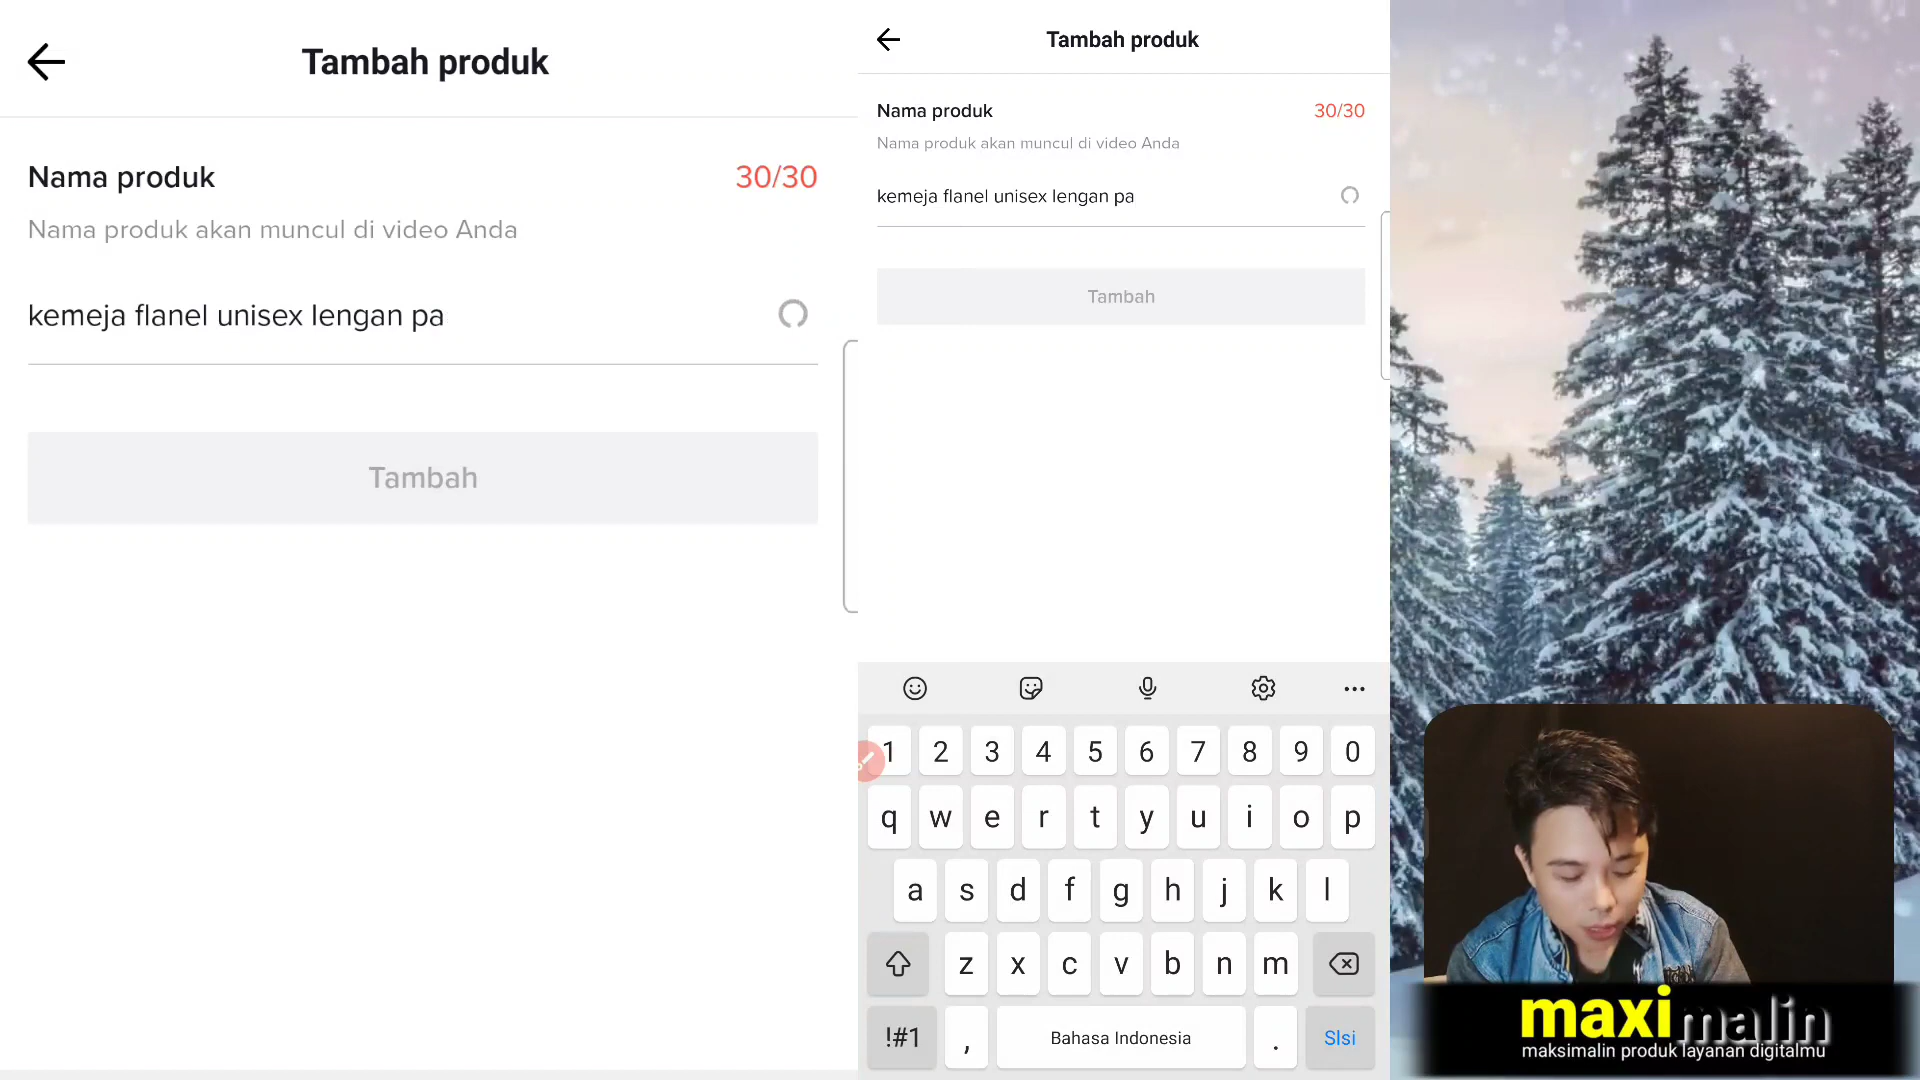 Tambah produk
Nama produk
30/30
Nama produk akan muncul di video Anda
kemeja flanel unisex lengan pa
Tambah
Tambah produk
Nama produk
30/30
Nama produk akan muncul di video Anda
kemeja flanel unisex lengan pa
Tambah
1 2 3 4 5 6 7 8 9 0
q w e r t y u i o p
a s d f g h j k l
z x c v b n m
!#1 , Bahasa Indonesia . SIsi
maximalin
maksimalin produk layanan digitalmu